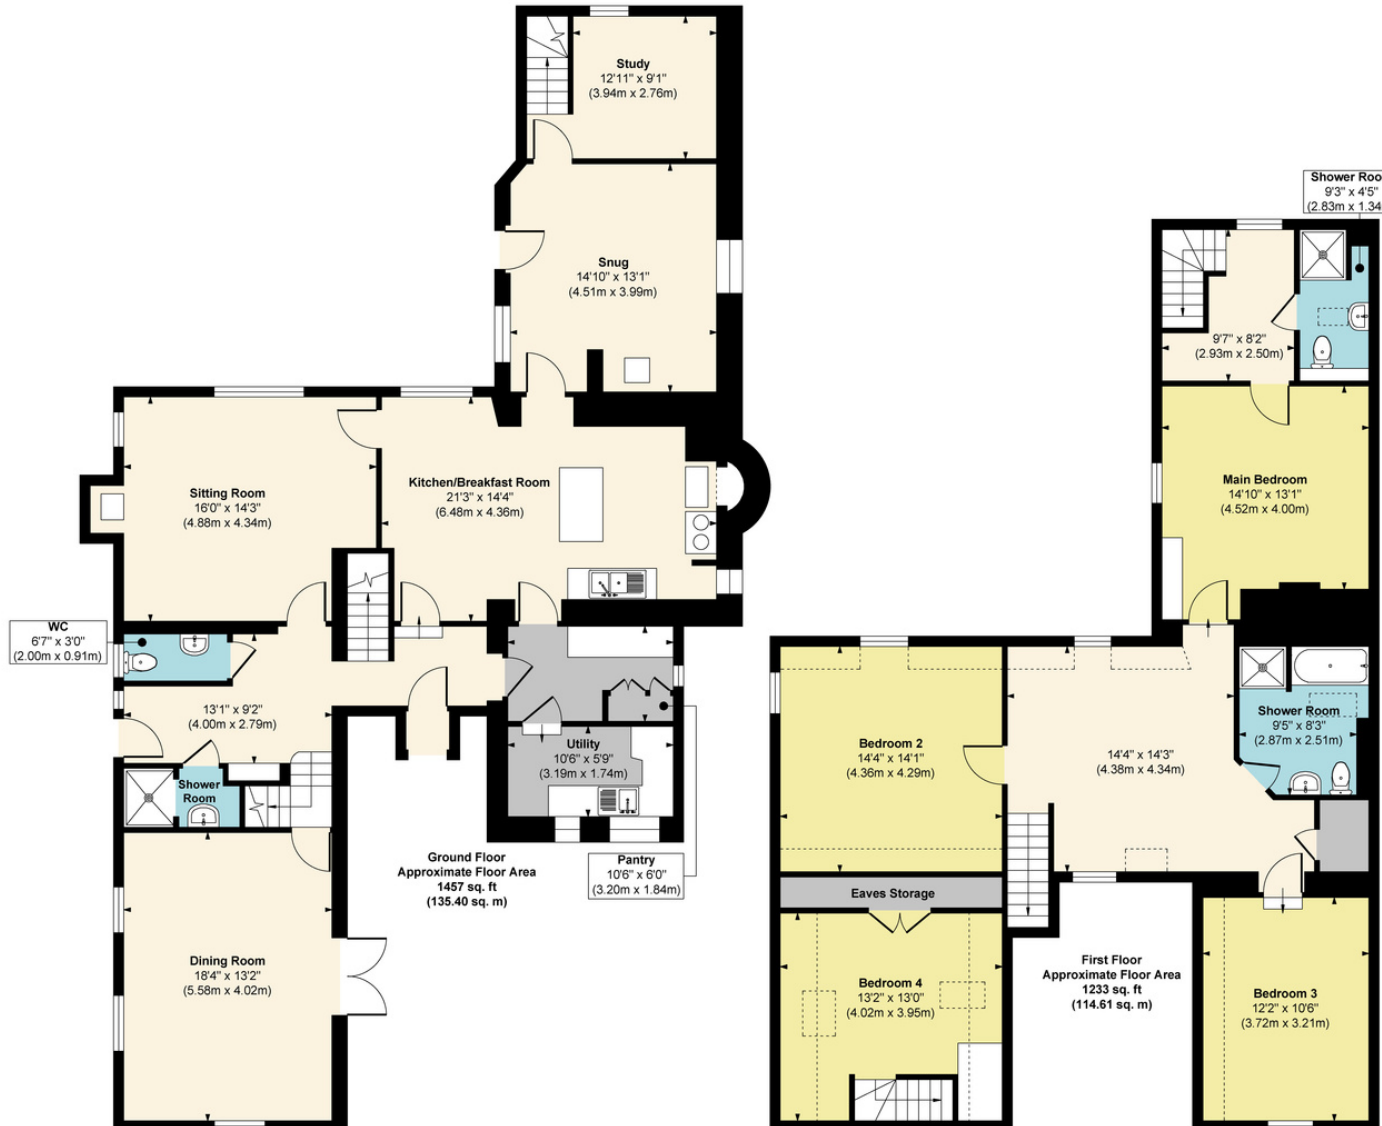 Study
12'11" x 9'1"
(3.94m x 2.76m)
Snug
14'10" x 13'1"
(4.51m x 3.99m)
Sitting Room
16'0" x 14'3"
(4.88m x 4.34m)
Kitchen/Breakfast Room
21'3" x 14'4"
(6.48m x 4.36m)
WC
6'7" x 3'0"
(2.00m x 0.91m)
13'1" x 9'2"
(4.00m x 2.79m)
Shower
Room
Utility
10'6" x 5'9"
(3.19m x 1.74m)
Pantry
10'6" x 6'0"
(3.20m x 1.84m)
Ground Floor
Approximate Floor Area
1457 sq. ft
(135.40 sq. m)
Dining Room
18'4" x 13'2"
(5.58m x 4.02m)
Shower Roo
9'3" x 4'5"
(2.83m x 1.34
9'7" x 8'2"
(2.93m x 2.50m)
Main Bedroom
14'10" x 13'1"
(4.52m x 4.00m)
Bedroom 2
14'4" x 14'1"
(4.36m x 4.29m)
14'4" x 14'3"
(4.38m x 4.34m)
Shower Room
9'5" x 8'3"
(2.87m x 2.51m)
Eaves Storage
Bedroom 4
13'2" x 13'0"
(4.02m x 3.95m)
First Floor
Approximate Floor Area
1233 sq. ft
(114.61 sq. m)
Bedroom 3
12'2" x 10'6"
(3.72m x 3.21m)